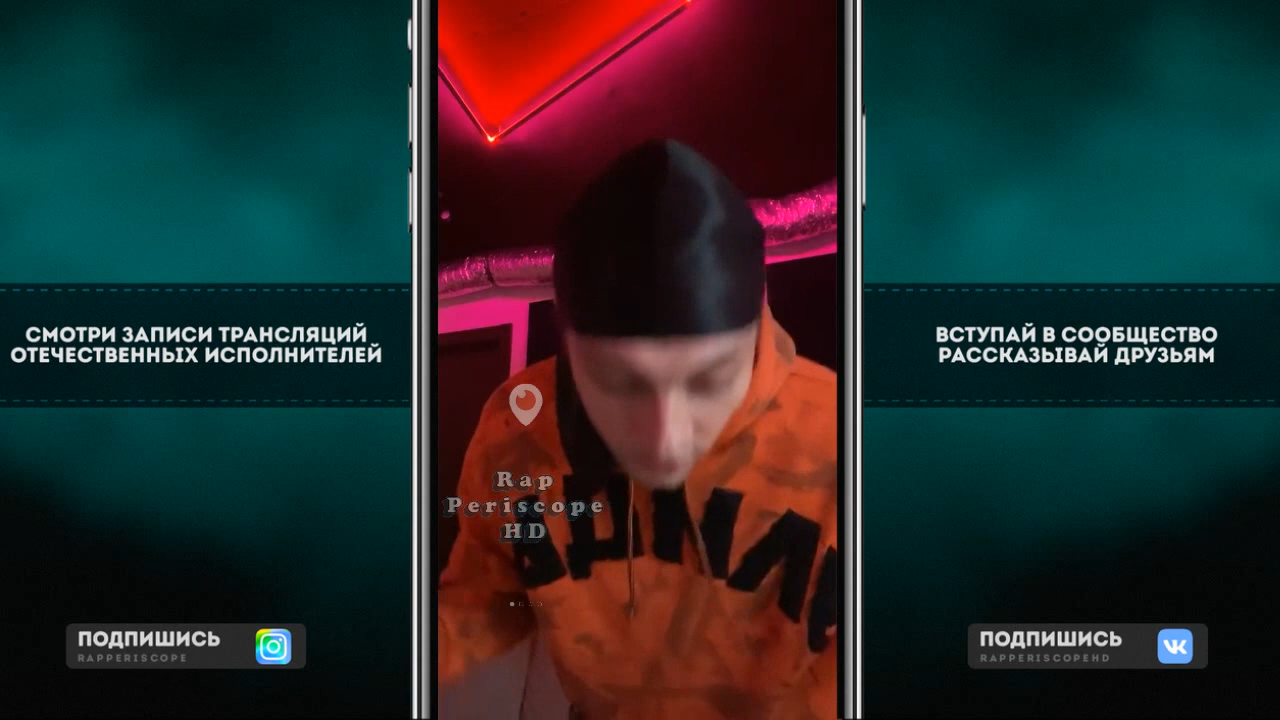 СМОТРИ ЗАПИСИ ТРАНСЛЯЦИЙ
ОТЕЧЕСТВЕННЫХ ИСПОЛНИТЕЛЕЙ
ВСТУПАЙ В СООБЩЕСТВО
РАССКАЗЫВАЙ ДРУЗЬЯМ
Rap
Periscope
HD
ПОДПИШИСЬ
RAPPERISCOPE
ПОДПИШИСЬ
RAPPERISCOPEHD